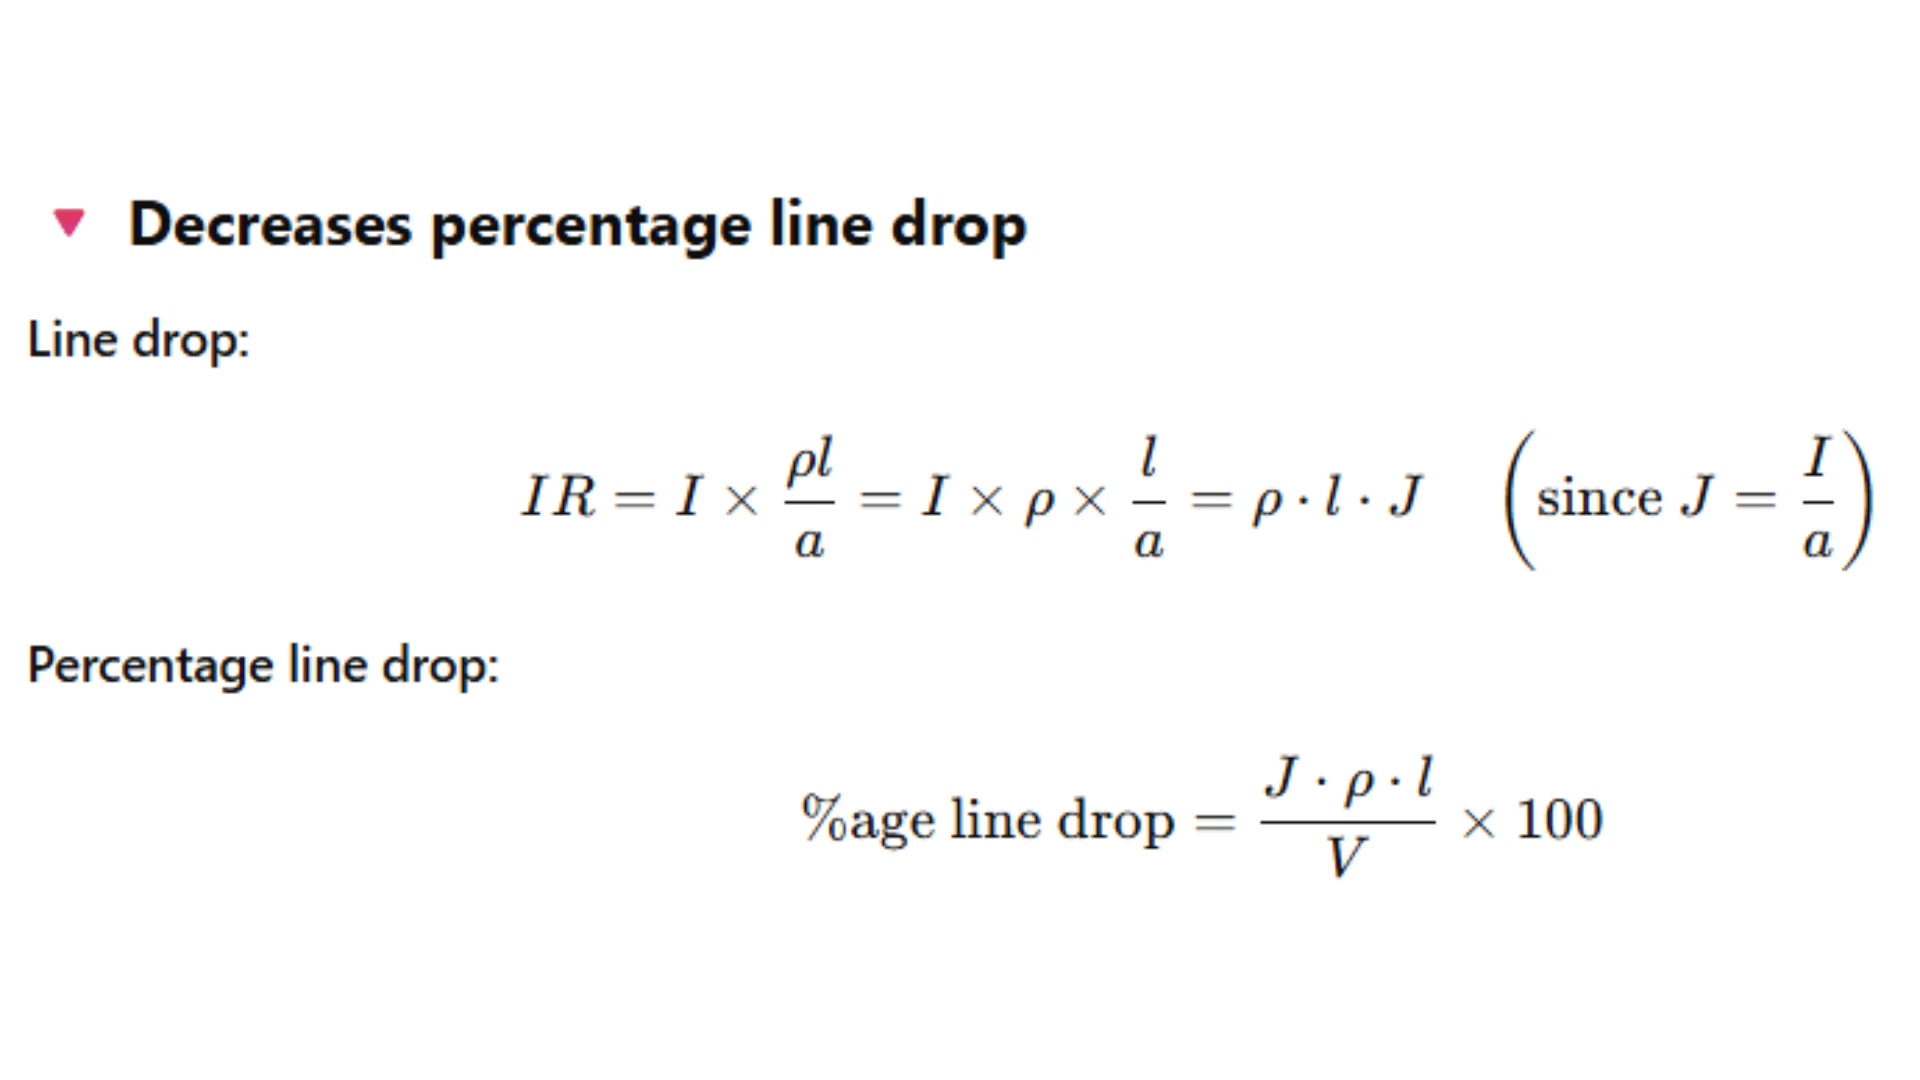 🔻 Decreases percentage line drop
Line drop:
IR = I × ρl/a = I × ρ × l/a = ρ · l · J (since J = I/a)
Percentage line drop:
%age line drop = J · ρ · l/V × 100